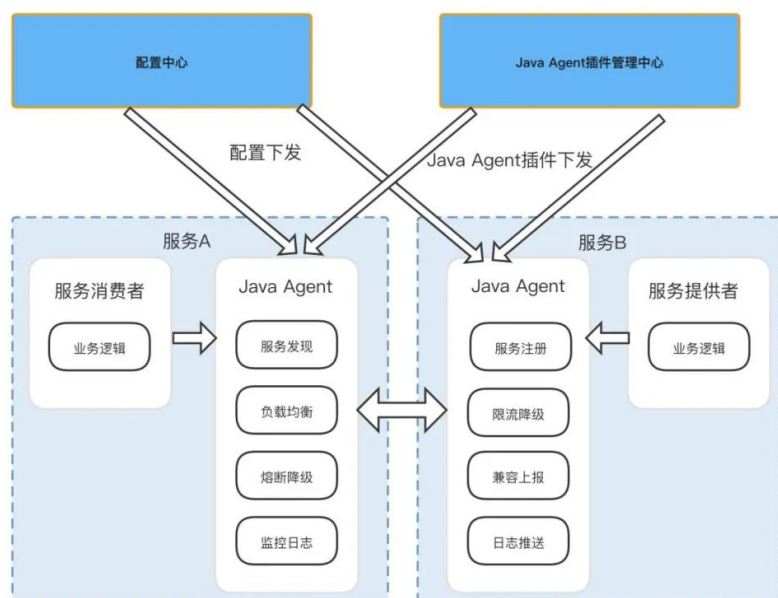 配置中心
Java Agent插件管理中心
配置下发
Java Agent插件下发
服务A
服务B
服务消费者
业务逻辑
Java Agent
服务发现
负载均衡
熔断降级
监控日志
Java Agent
服务注册
限流降级
兼容上报
日志推送
服务提供者
业务逻辑